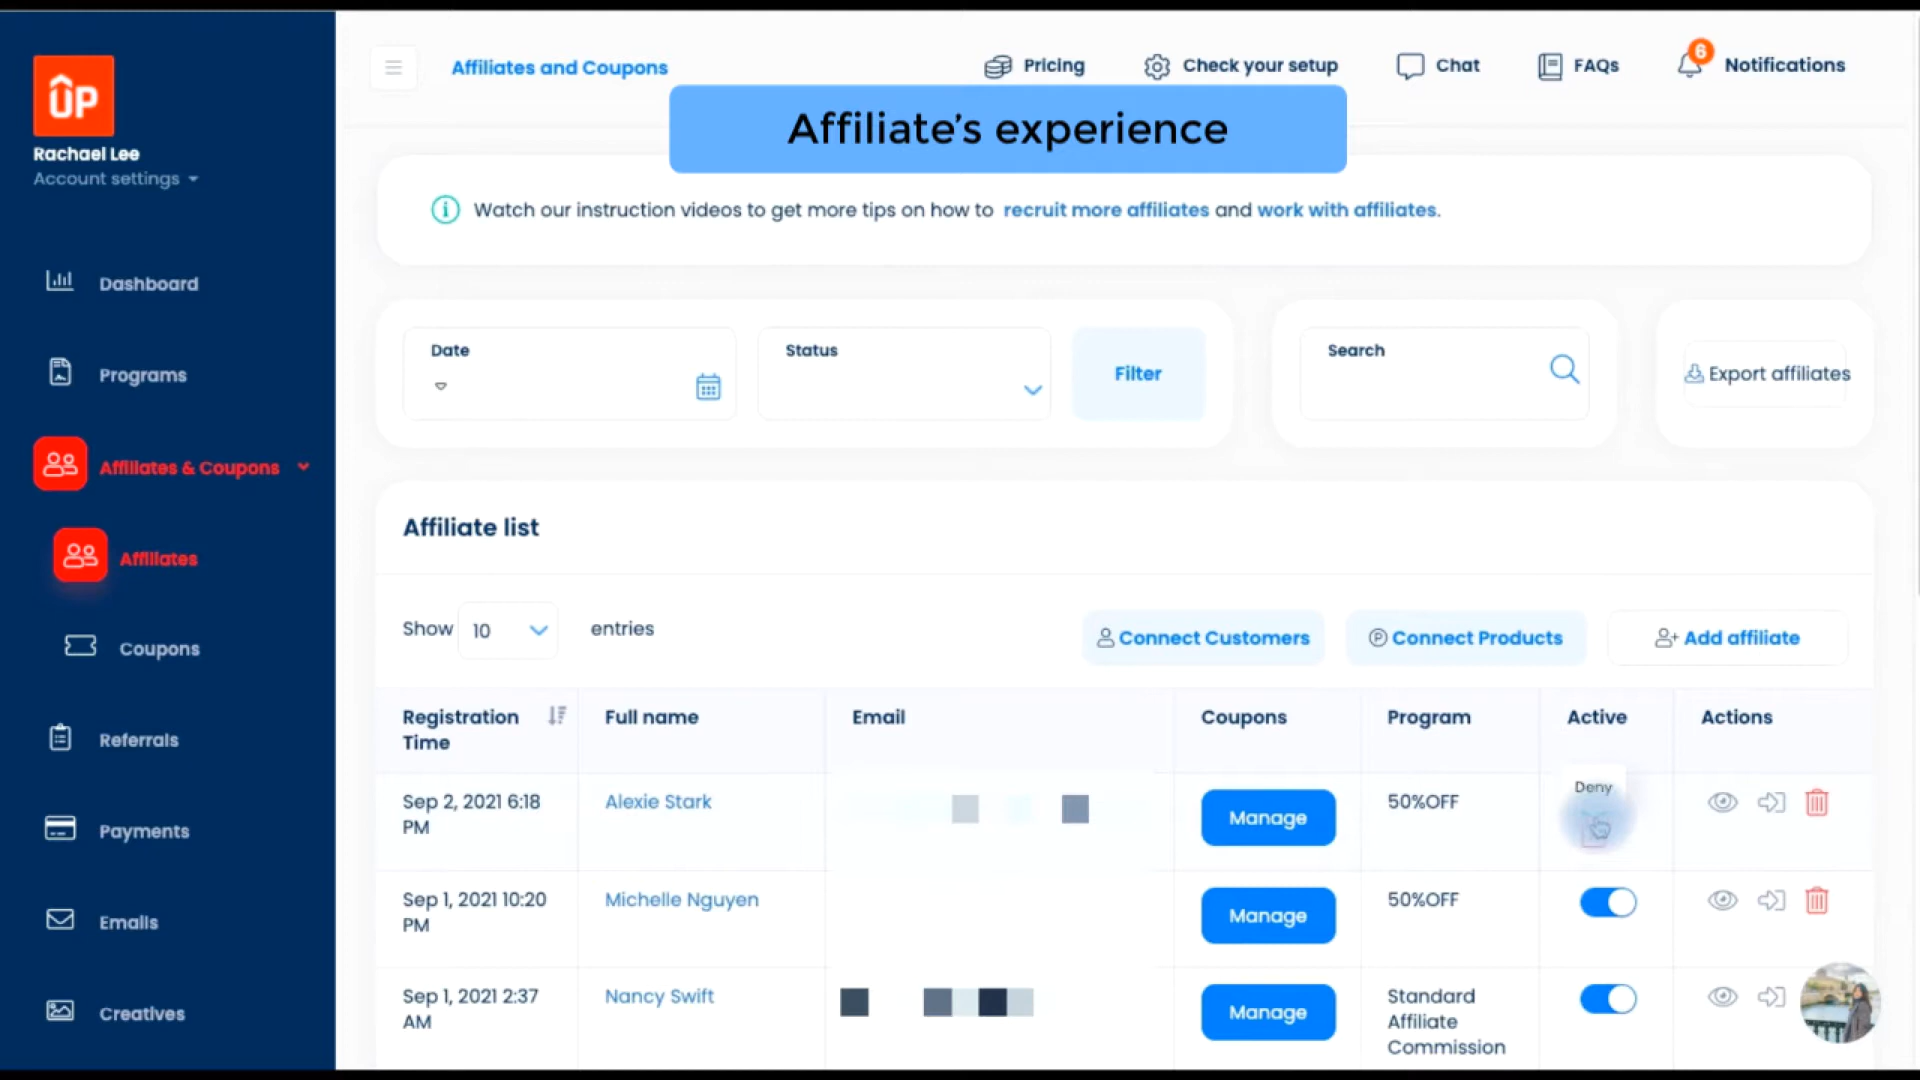 UP
Rachael Lee
Account settings
Dashboard
Programs
Affiliates & Coupons
Affiliates
Coupons
Referrals
Payments
Emails
Creatives
Affiliates and Coupons
Pricing
Check your setup
Chat
FAQs
6
Notifications
Affiliate's experience
Watch our instruction videos to get more tips on how to recruit more affiliates and work with affiliates.
Date
Status
Filter
Search
Export affiliates
Affiliate list
Show 10 entries
Connect Customers
Connect Products
Add affiliate
Registration Time
Full name
Email
Coupons
Program
Active
Actions
Sep 2, 2021 6:18 PM
Alexie Stark
Manage
50%OFF
Deny
Sep 1, 2021 10:20 PM
Michelle Nguyen
Manage
50%OFF
Sep 1, 2021 2:37 AM
Nancy Swift
Manage
Standard Affiliate Commission